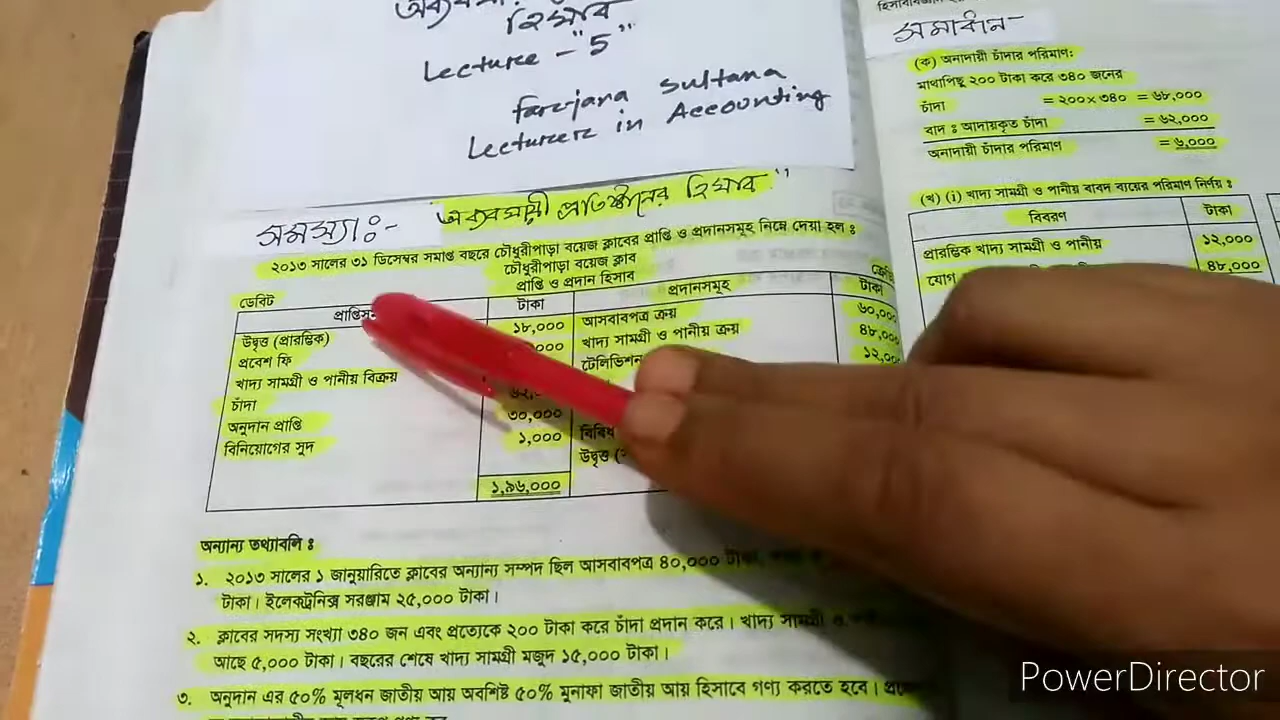 হিসাব
Lecture - "5"
farzana Sultana
Lecturer in Accounting
সমস্যা :-
অব্যবসায়ী প্রতিষ্ঠানের হিসাব"
২০১৩ সালের ৩১ ডিসেম্বর সমাপ্ত বছরে চৌধুরীপাড়া বয়েজ ক্লাবের প্রাপ্তি ও প্রদানসমূহ নিম্নে দেয়া হল :
চৌধুরীপাড়া বয়েজ ক্লাব
প্রাপ্তি ও প্রদান হিসাব
ডেবিট
টাকা প্রদানসমূহ টাকা
উদ্বৃত্ত (প্রারম্ভিক) ১৮,০০০ আসবাবপত্র ক্রয় ৬০,০০০
প্রবেশ ফি খাদ্য সামগ্রী ও পানীয় ক্রয় ৪৮,০০০
খাদ্য সামগ্রী ও পানীয় বিক্রয়
চাঁদা
অনুদান প্রাপ্তি ৩০,০০০
বিনিয়োগের সুদ ১,০০০
উদ্বৃত্ত
১,৯৬,০০০
অন্যান্য তথ্যাবলি :
১. ২০১৩ সালের ১ জানুয়ারিতে ক্লাবের অন্যান্য সম্পদ ছিল আসবাবপত্র ৪০,০০০ টাকা,
টাকা। ইলেকট্রনিক্স সরঞ্জাম ২৫,০০০ টাকা।
২. ক্লাবের সদস্য সংখ্যা ৩৪০ জন এবং প্রত্যেকে ২০০ টাকা করে চাঁদা প্রদান করে। খাদ্য সামগ্রী
আছে ৫,০০০ টাকা। বছরের শেষে খাদ্য সামগ্রী মজুদ ১৫,০০০ টাকা।
৩. অনুদান এর ৫০% মূলধন জাতীয় আয় অবশিষ্ট ৫০% মুনাফা জাতীয় আয় হিসাবে গণ্য করতে হবে।
সমাধান-
(ক) অনাদায়ী চাঁদার পরিমাণ:
মাথাপিছু ২০০ টাকা করে ৩৪০ জনের
চাঁদা = ২০০×৩৪০ = ৬৮,০০০
বাদ : আদায়কৃত চাঁদা = ৬২,০০০
অনাদায়ী চাঁদার পরিমাণ = ৬,০০০
(খ) (i) খাদ্য সামগ্রী ও পানীয় বাবদ ব্যয়ের পরিমাণ নির্ণয় :
বিবরণ টাকা
প্রারম্ভিক খাদ্য সামগ্রী ও পানীয় ১২,০০০
যোগ ৪৮,০০০
PowerDirector